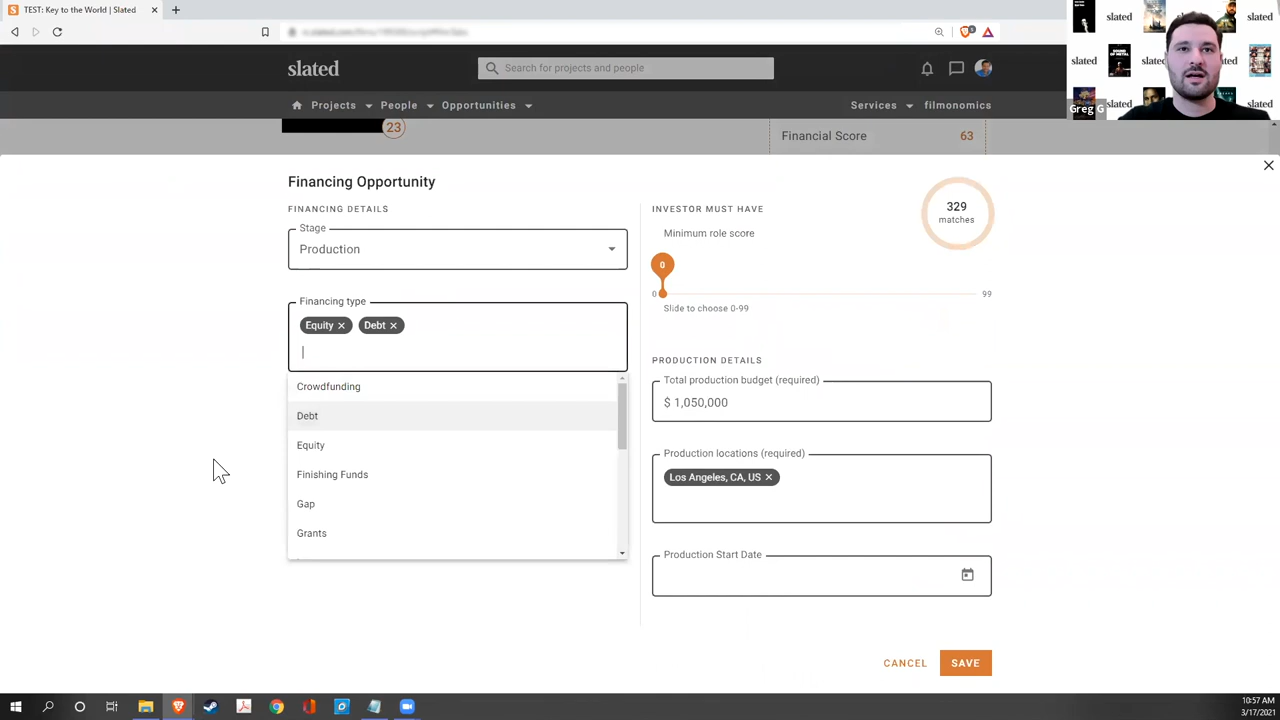 TEST: Key to the World | Slated
slated
Search for projects and people
Projects People Opportunities
Services filmonomics
23
Financial Score 63
Financing Opportunity
FINANCING DETAILS
Stage
Production
Financing type
Equity
Debt
Crowdfunding
Debt
Equity
Finishing Funds
Gap
Grants
INVESTOR MUST HAVE
Minimum role score
329
matches
0
0
99
Slide to choose 0-99
PRODUCTION DETAILS
Total production budget (required)
$ 1,050,000
Production locations (required)
Los Angeles, CA, US
Production Start Date
CANCEL
SAVE
slated
slated
slated
SOUND OF METAL
slated
Greg G
slated
10:57 AM
3/17/2021